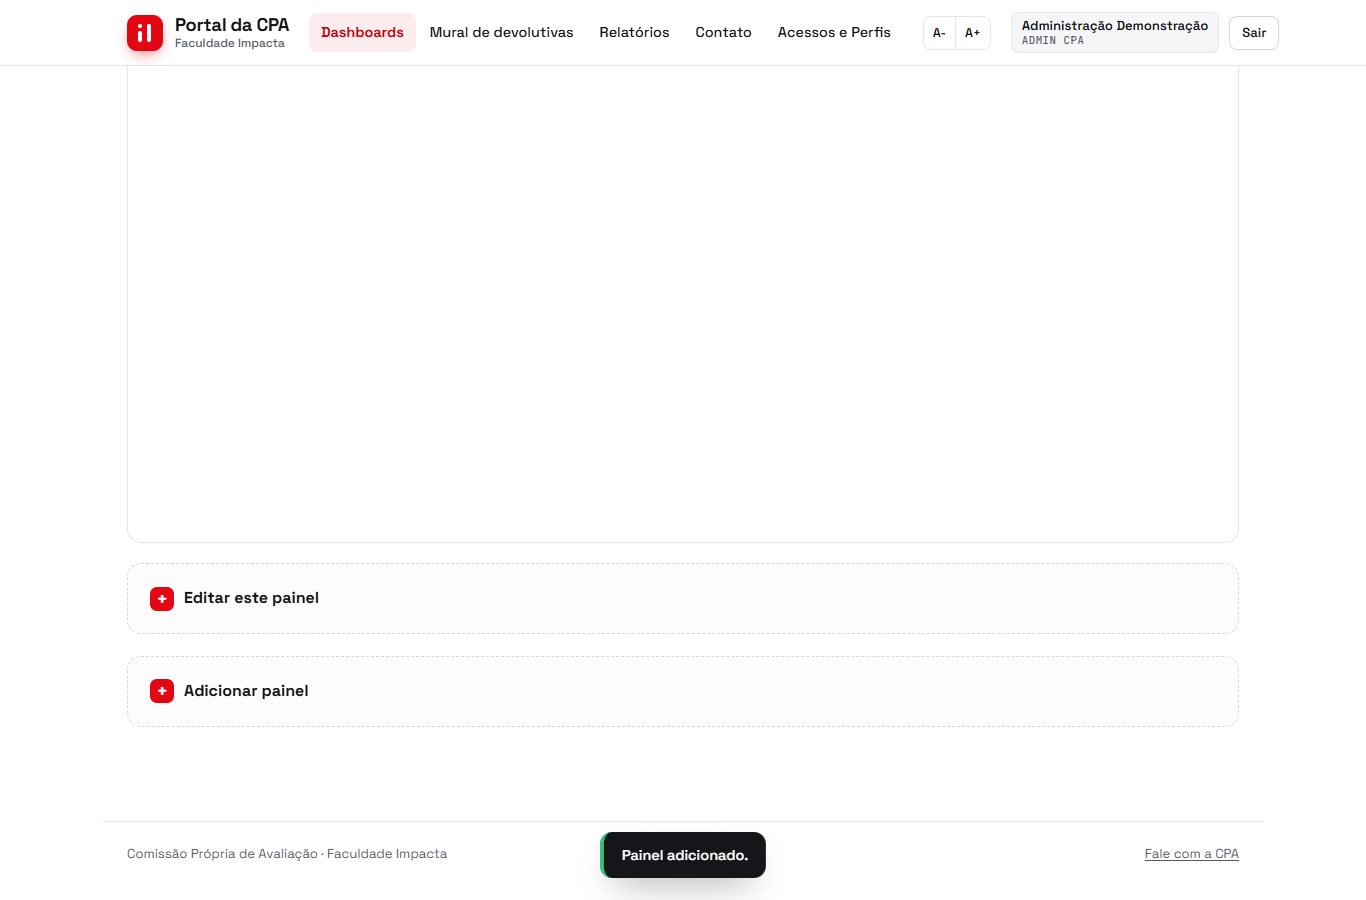 Portal da CPA
Faculdade Impacta
Dashboards
Mural de devolutivas
Relatórios
Contato
Acessos e Perfis
A-
A+
Administração Demonstração
ADMIN CPA
Sair
+ Editar este painel
+ Adicionar painel
Comissão Própria de Avaliação · Faculdade Impacta
Painel adicionado.
Fale com a CPA